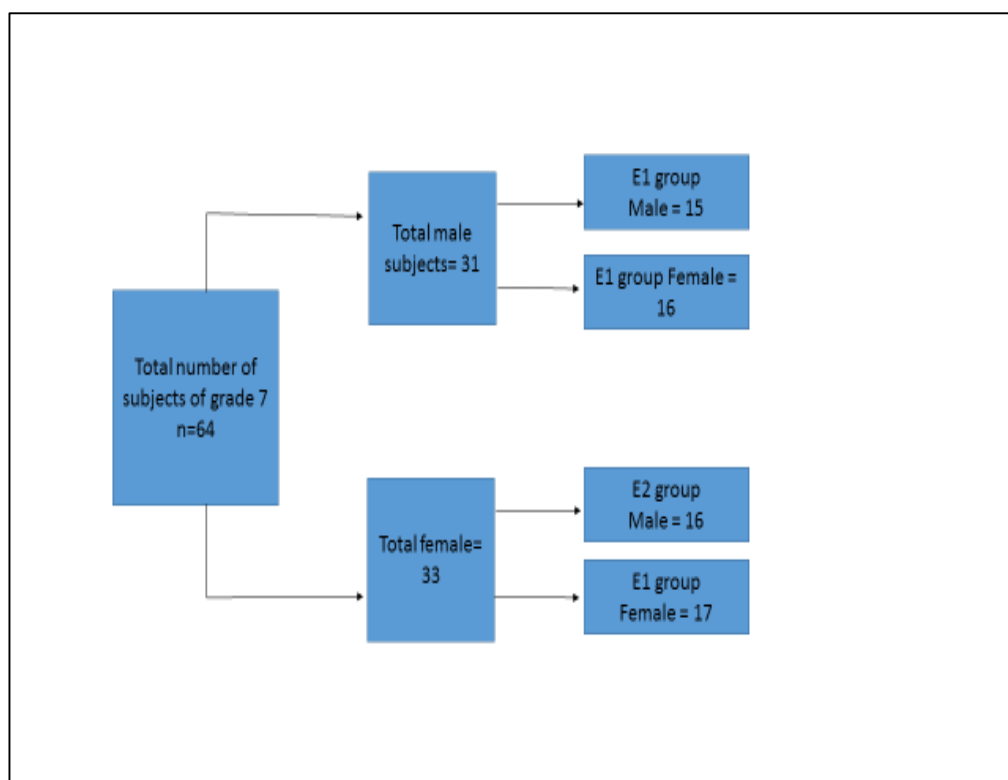 Total number of
subjects of grade 7
n=64
Total male
subjects= 31
E1 group
Male = 15
E1 group Female =
16
Total female=
33
E2 group
Male = 16
E1 group
Female = 17